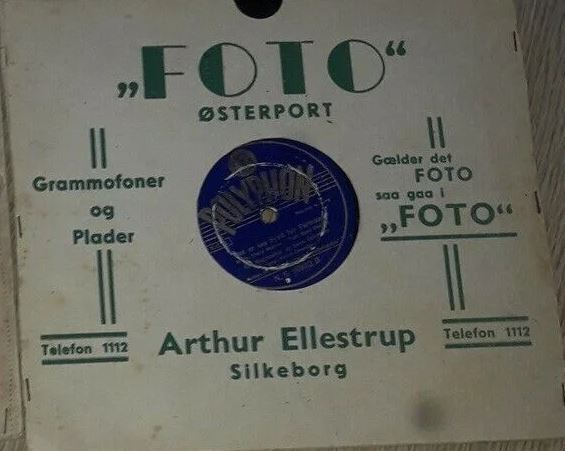 „FOTO“
ØSTERPORT
Grammofoner
og
Plader
Gælder det
FOTO
saa gaa i
„FOTO“
POLYPHON
Telefon 1112
Arthur Ellestrup
Silkeborg
Telefon 1112